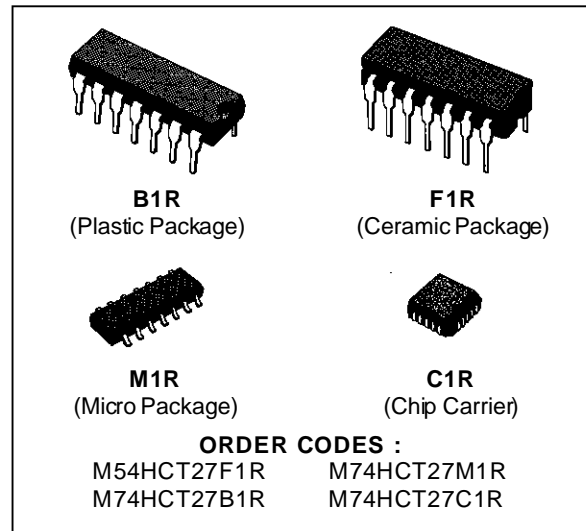 B1R
(Plastic Package)
F1R
(Ceramic Package)
M1R
(Micro Package)
C1R
(Chip Carrier)
ORDER CODES :
M54HCT27F1R M74HCT27M1R
M74HCT27B1R M74HCT27C1R